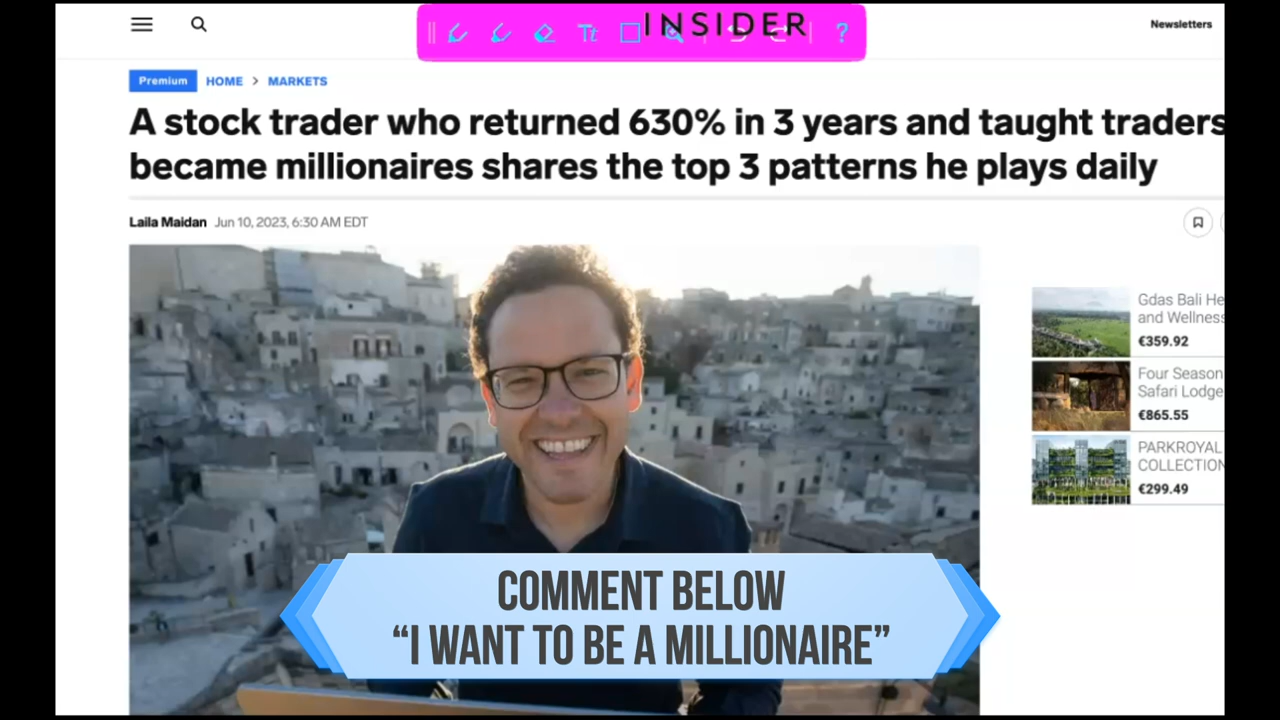 INSIDER
Tt
?
Newsletters
Premium HOME > MARKETS
A stock trader who returned 630% in 3 years and taught traders
became millionaires shares the top 3 patterns he plays daily
Laila Maidan Jun 10, 2023, 6:30 AM EDT
Gdas Bali He
and Wellness
€359.92
Four Season
Safari Lodge
€865.55
PARKROYAL
COLLECTION
€299.49
COMMENT BELOW
“I WANT TO BE A MILLIONAIRE”